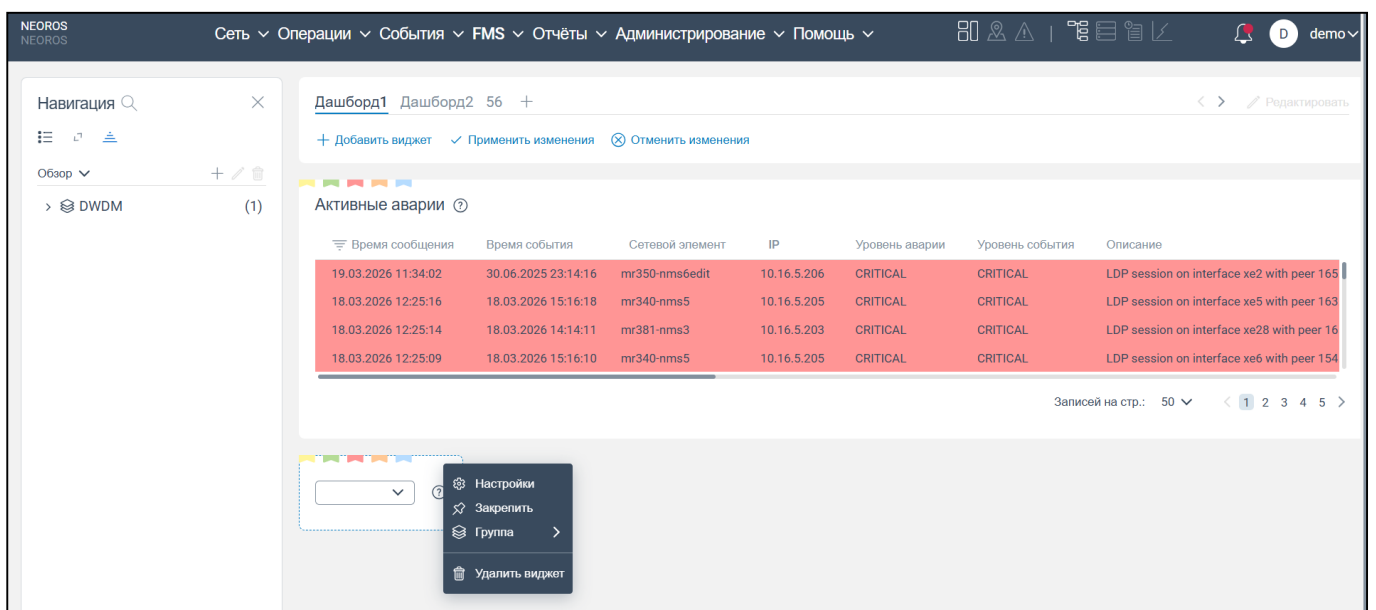 NEOROS
NEOROS
Сеть Операции События FMS Отчёты Администрирование Помощь
D demo
Навигация
Обзор
DWDM (1)
Дашборд1 Дашборд2 56 +
Редактировать
+ Добавить виджет Применить изменения Отменить изменения
Активные аварии ?
Время сообщения Время события Сетевой элемент IP Уровень аварии Уровень события Описание
19.03.2026 11:34:02 30.06.2025 23:14:16 mr350-nms6edit 10.16.5.206 CRITICAL CRITICAL LDP session on interface xe2 with peer 165
18.03.2026 12:25:16 18.03.2026 15:16:18 mr340-nms5 10.16.5.205 CRITICAL CRITICAL LDP session on interface xe5 with peer 163
18.03.2026 12:25:14 18.03.2026 14:14:11 mr381-nms3 10.16.5.203 CRITICAL CRITICAL LDP session on interface xe28 with peer 16
18.03.2026 12:25:09 18.03.2026 15:16:10 mr340-nms5 10.16.5.205 CRITICAL CRITICAL LDP session on interface xe6 with peer 154
Записей на стр.: 50 < 1 2 3 4 5 >
?
Настройки
Закрепить
Группа
Удалить виджет